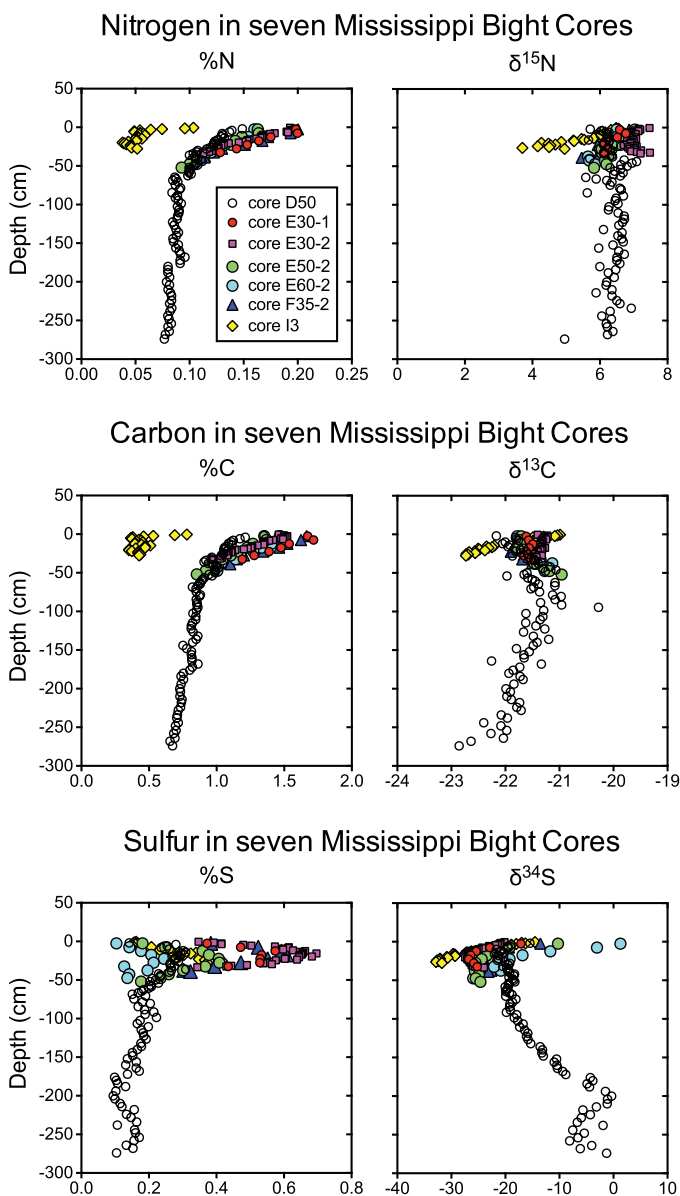 Nitrogen in seven Mississippi Bight Cores
%N
δ¹⁵N
Depth (cm)
50
0
-50
-100
-150
-200
-250
-300
core D50
core E30-1
core E30-2
core E50-2
core E60-2
core F35-2
core I3
0.00 0.05 0.10 0.15 0.20 0.25
0 2 4 6 8
Carbon in seven Mississippi Bight Cores
%C
δ¹³C
Depth (cm)
50
0
-50
-100
-150
-200
-250
-300
0.0 0.5 1.0 1.5 2.0
-24 -23 -22 -21 -20 -19
Sulfur in seven Mississippi Bight Cores
%S
δ³⁴S
Depth (cm)
50
0
-50
-100
-150
-200
-250
-300
0.0 0.2 0.4 0.6 0.8
-40 -30 -20 -10 0 10